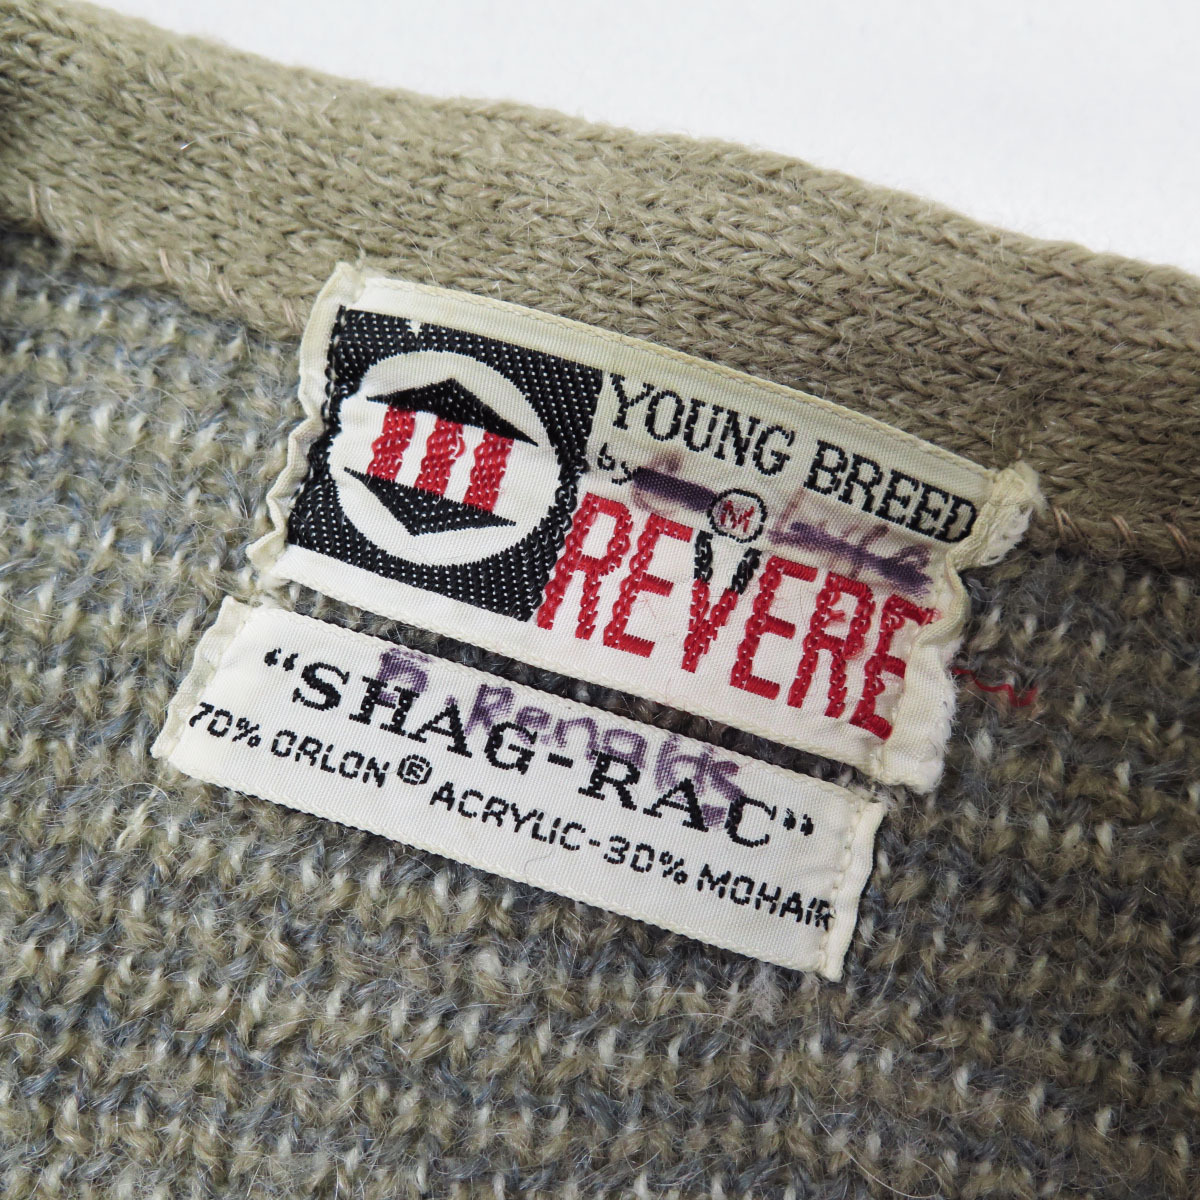 YOUNG BREED
by M
REVERE
"SHAG-RAC"
70% ORLON® ACRYLIC-30% MOHAIR